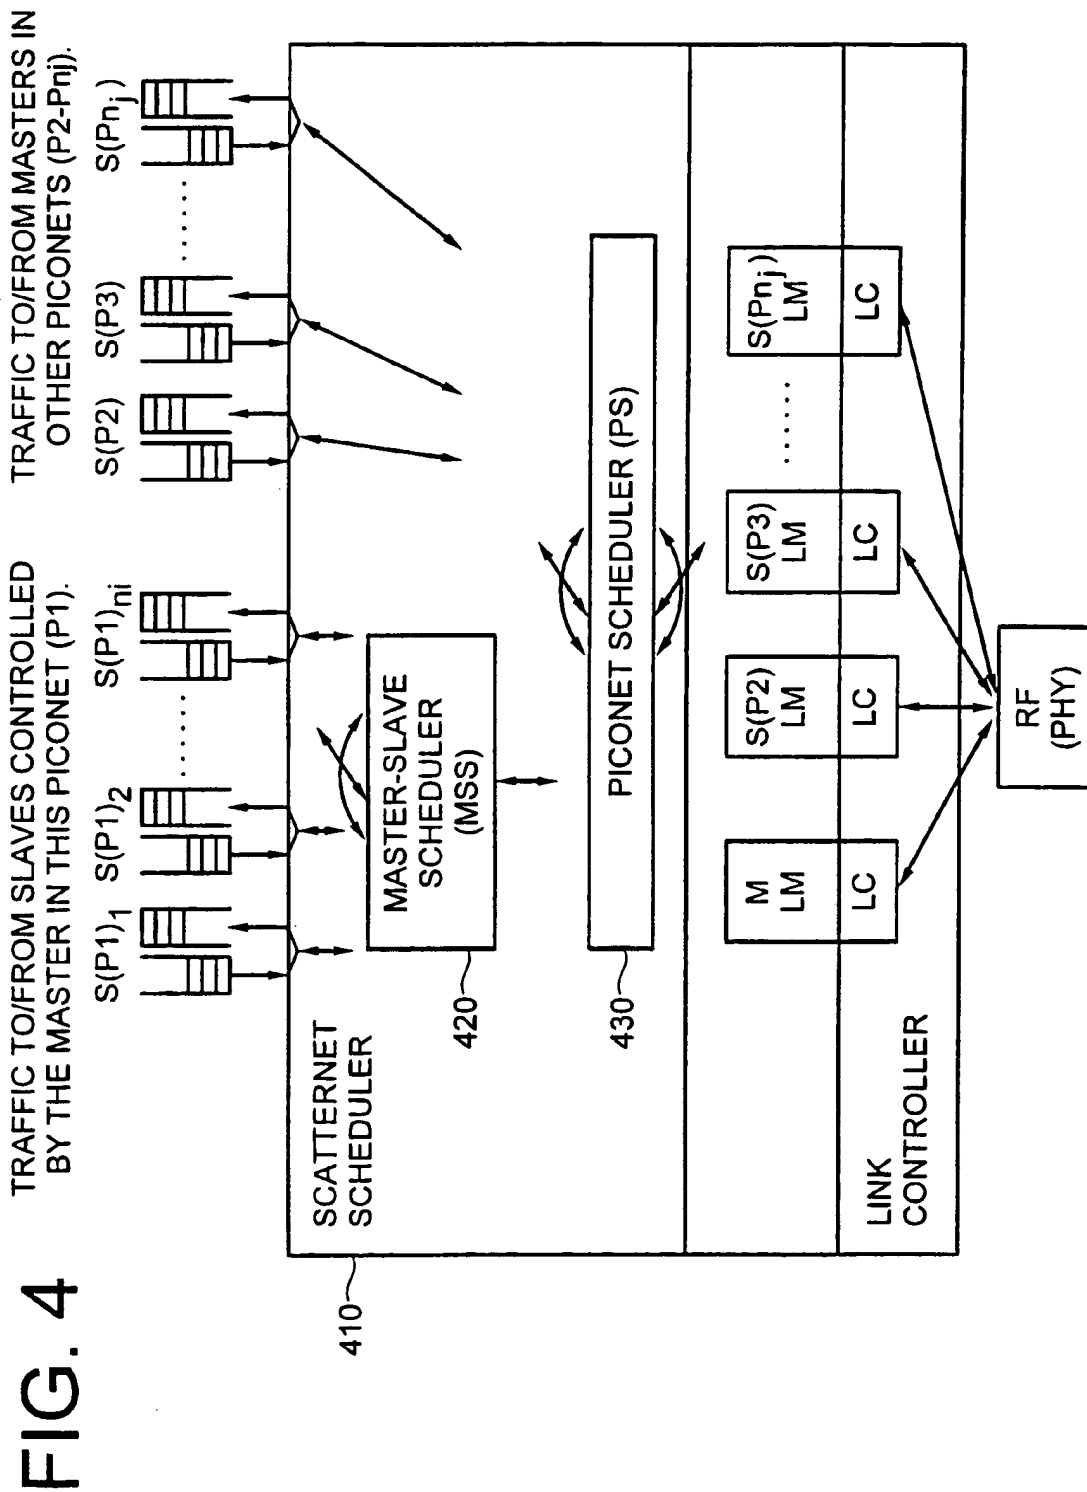 FIG. 4
TRAFFIC TO/FROM SLAVES CONTROLLED
BY THE MASTER IN THIS PICONET (P1).
TRAFFIC TO/FROM MASTERS IN
OTHER PICONETS (P2-Pnj).
S(P1)1
S(P1)2
S(P1)ni
S(P2)
S(P3)
S(Pnj)
410
SCATTERNET
SCHEDULER
420
MASTER-SLAVE
SCHEDULER
(MSS)
430
PICONET SCHEDULER (PS)
M
LM
S(P2)
LM
S(P3)
LM
S(Pnj)
LM
LINK
CONTROLLER
LC
LC
LC
LC
RF
(PHY)